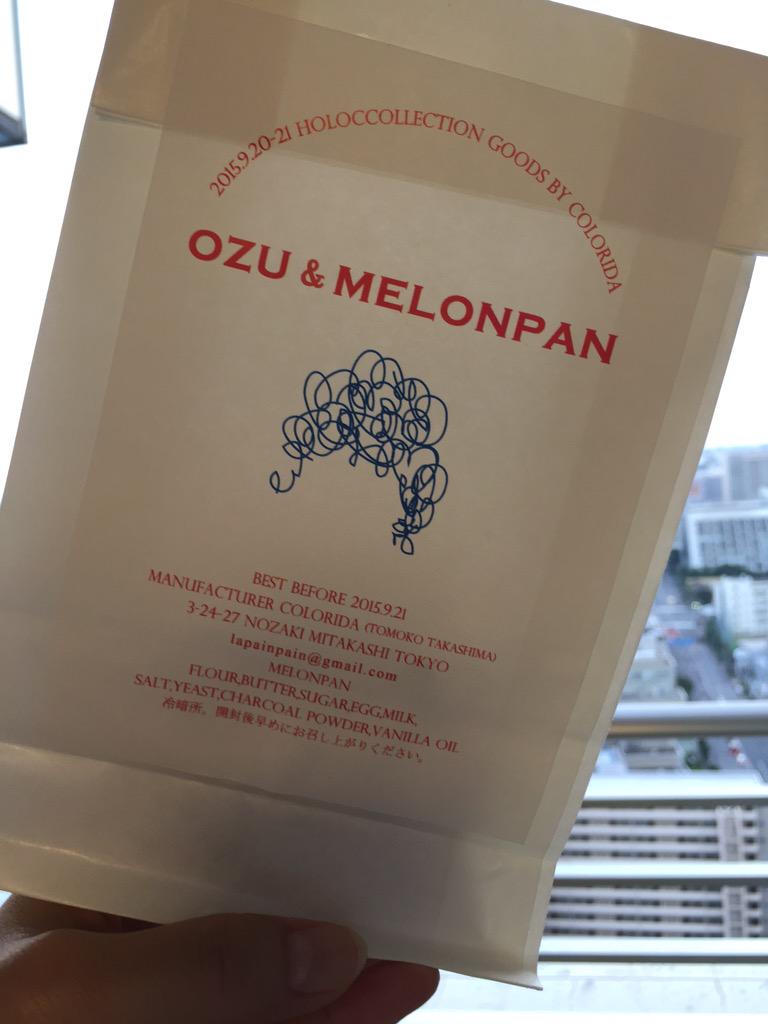 2015.9.20-21 HOLOCCOLLECTION GOODS BY COLORIDA
OZU & MELONPAN
BEST BEFORE 2015.9.21
MANUFACTURER COLORIDA (TOMOKO TAKASHIMA)
3-24-27 NOZAKI MITAKASHI TOKYO
lapainpain@gmail.com
MELONPAN
FLOUR,BUTTER,SUGAR,EGG,MILK,
SALT,YEAST,CHARCOAL POWDER,VANILLA OIL
冷暗所。開封後早めにお召し上がりください。